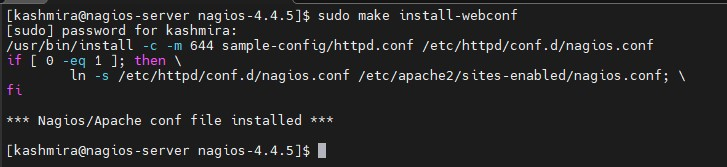 [kashmira@nagios-server nagios-4.4.5]$ sudo make install-webconf
[sudo] password for kashmira:
/usr/bin/install -c -m 644 sample-config/httpd.conf /etc/httpd/conf.d/nagios.conf
if [ 0 -eq 1 ]; then \
        ln -s /etc/httpd/conf.d/nagios.conf /etc/apache2/sites-enabled/nagios.conf; \
fi
*** Nagios/Apache conf file installed ***
[kashmira@nagios-server nagios-4.4.5]$